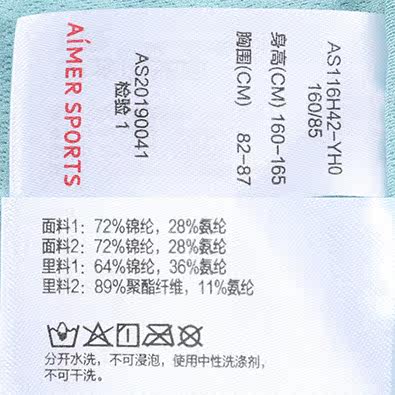 AIMER SPORTS
AS20190041
检验 1
身高(CM) 160-165
胸围(CM) 82-87
AS116H42-YH0
160/85
面料1：72%锦纶，28%氨纶
面料2：72%锦纶，28%氨纶
里料1：64%锦纶，36%氨纶
里料2：89%聚酯纤维，11%氨纶
分开水洗，不可浸泡，使用中性洗涤剂，
不可干洗。